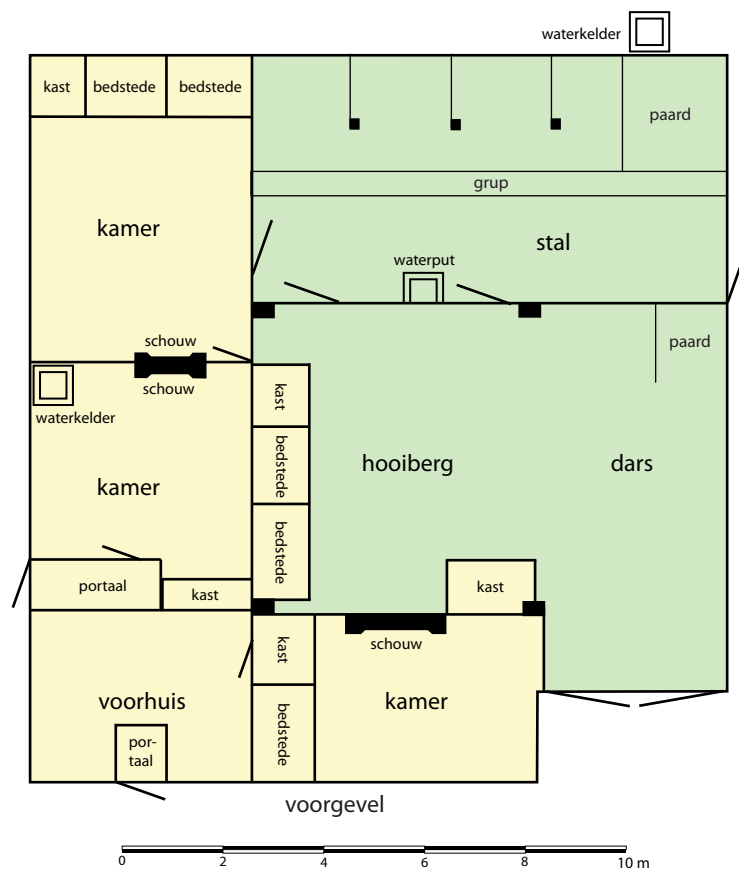 waterkelder
kast
bedstede
bedstede
paard
grup
kamer
stal
waterput
schouw
paard
schouw
kast
waterkelder
bedstede
hooiberg
dars
kamer
bedstede
portaal
kast
kast
kast
schouw
voorhuis
bedstede
kamer
por-
taal
voorgevel
0 2 4 6 8 10 m